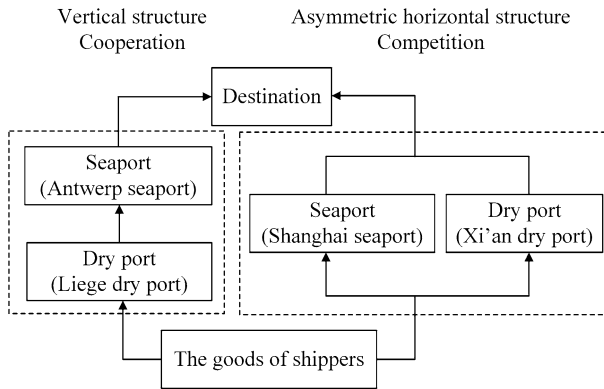 Vertical structure
Cooperation
Asymmetric horizontal structure
Competition
Destination
Seaport
(Antwerp seaport)
Dry port
(Liege dry port)
Seaport
(Shanghai seaport)
Dry port
(Xi’an dry port)
The goods of shippers